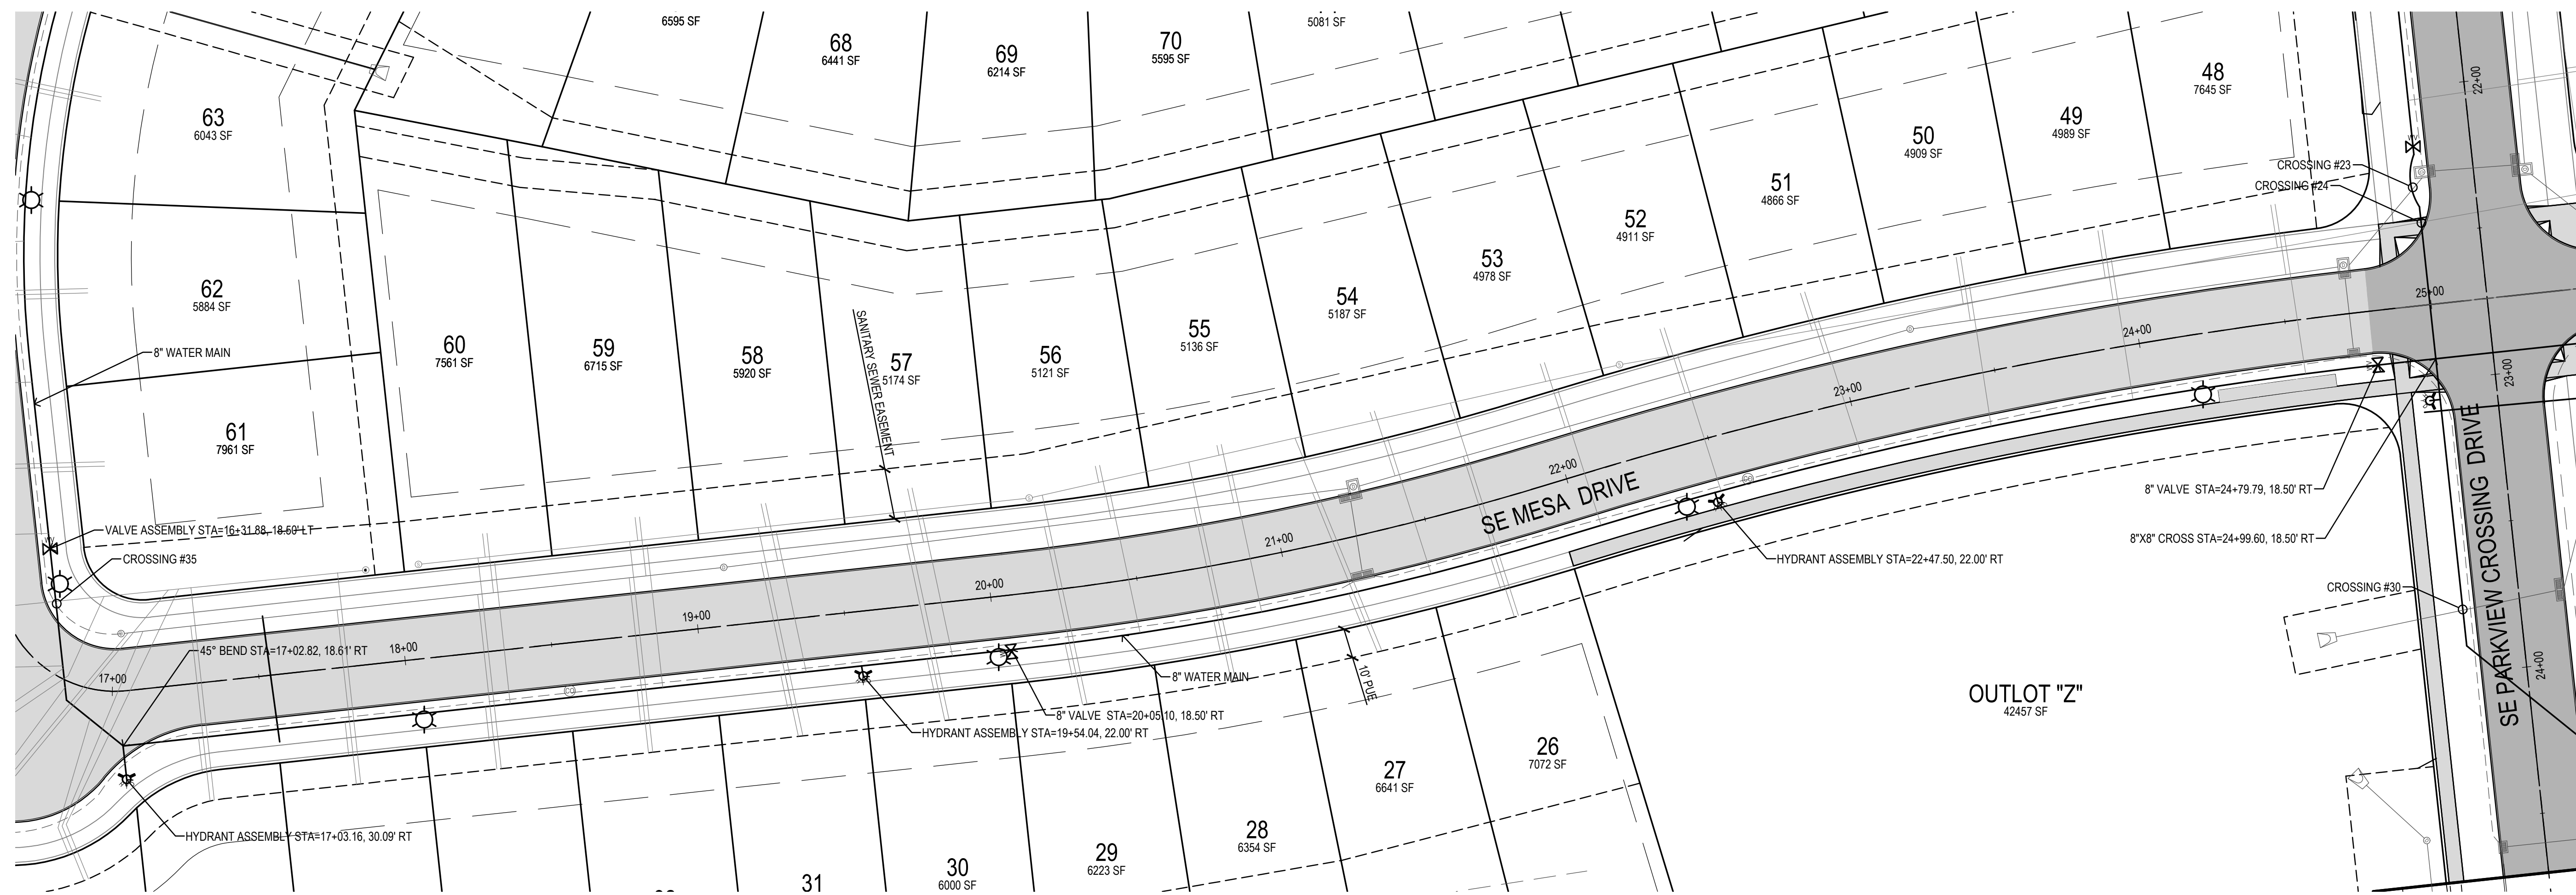 6595 SF
68
6441 SF
69
6214 SF
70
5595 SF
5081 SF
48
7645 SF
49
4989 SF
50
4909 SF
51
4866 SF
52
4911 SF
53
4978 SF
54
5187 SF
55
5136 SF
56
5121 SF
57
5174 SF
58
5920 SF
59
6715 SF
60
7561 SF
63
6043 SF
62
5884 SF
61
7961 SF
8" WATER MAIN
SANITARY SEWER EASEMENT
VALVE ASSEMBLY STA=16+31.88, 18.50' LT
CROSSING #35
45° BEND STA=17+02.82, 18.61' RT
HYDRANT ASSEMBLY STA=17+03.16, 30.09' RT
17+00
18+00
19+00
20+00
21+00
22+00
23+00
24+00
25+00
SE MESA DRIVE
8" WATER MAIN
8" VALVE STA=20+05.10, 18.50' RT
HYDRANT ASSEMBLY STA=19+54.04, 22.00' RT
10' PUE
HYDRANT ASSEMBLY STA=22+47.50, 22.00' RT
CROSSING #23
CROSSING #24
8" VALVE STA=24+79.79, 18.50' RT
8"X8" CROSS STA=24+99.60, 18.50' RT
CROSSING #30
22+00
23+00
24+00
SE PARKVIEW CROSSING DRIVE
OUTLOT "Z"
42457 SF
26
7072 SF
27
6641 SF
28
6354 SF
29
6223 SF
30
6000 SF
31